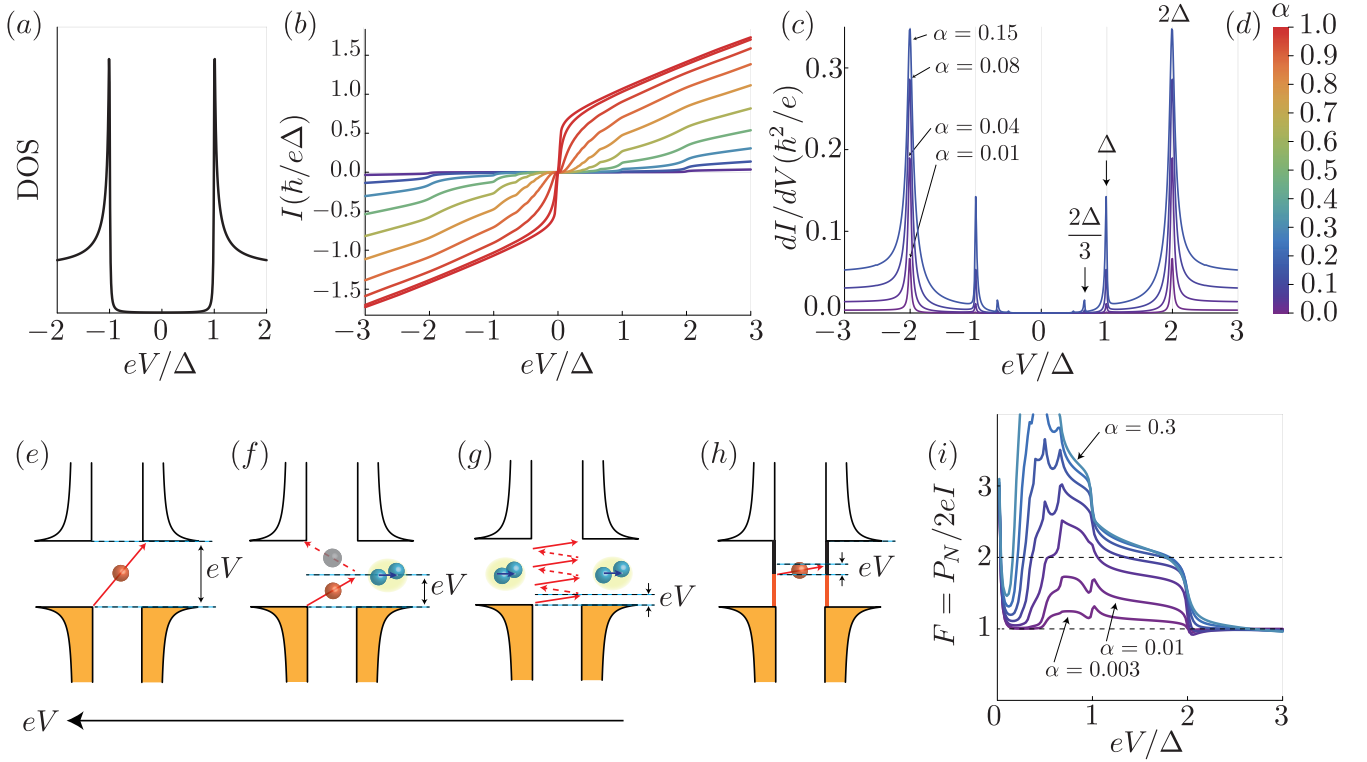 (a)
DOS
−2
−1
0
1
2
eV/Δ
(b)
I(ℏ/eΔ)
1.5
1.0
0.5
0.0
−0.5
−1.0
−1.5
−3
−2
−1
0
1
2
3
eV/Δ
(c)
dI/dV(ℏ²/e)
0.3
0.2
0.1
0.0
α = 0.15
α = 0.08
α = 0.04
α = 0.01
2Δ
Δ
2Δ
3
−3
−2
−1
0
1
2
3
eV/Δ
(d)
α
1.0
0.9
0.8
0.7
0.6
0.5
0.4
0.3
0.2
0.1
0.0
(e)
eV
(f)
eV
(g)
eV
(h)
eV
eV
(i)
F = P_N/2eI
3
2
1
α = 0.3
α = 0.01
α = 0.003
0
1
2
3
eV/Δ